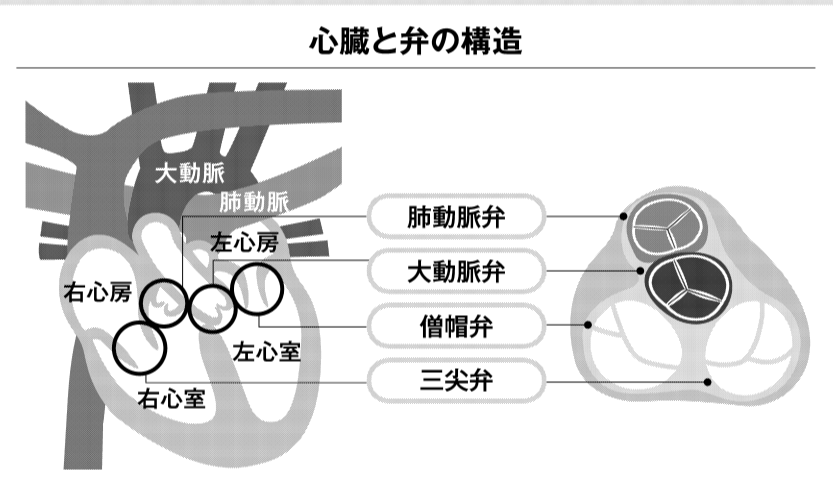 心臓と弁の構造
大動脈
肺動脈
左心房
右心房
左心室
右心室
肺動脈弁
大動脈弁
僧帽弁
三尖弁